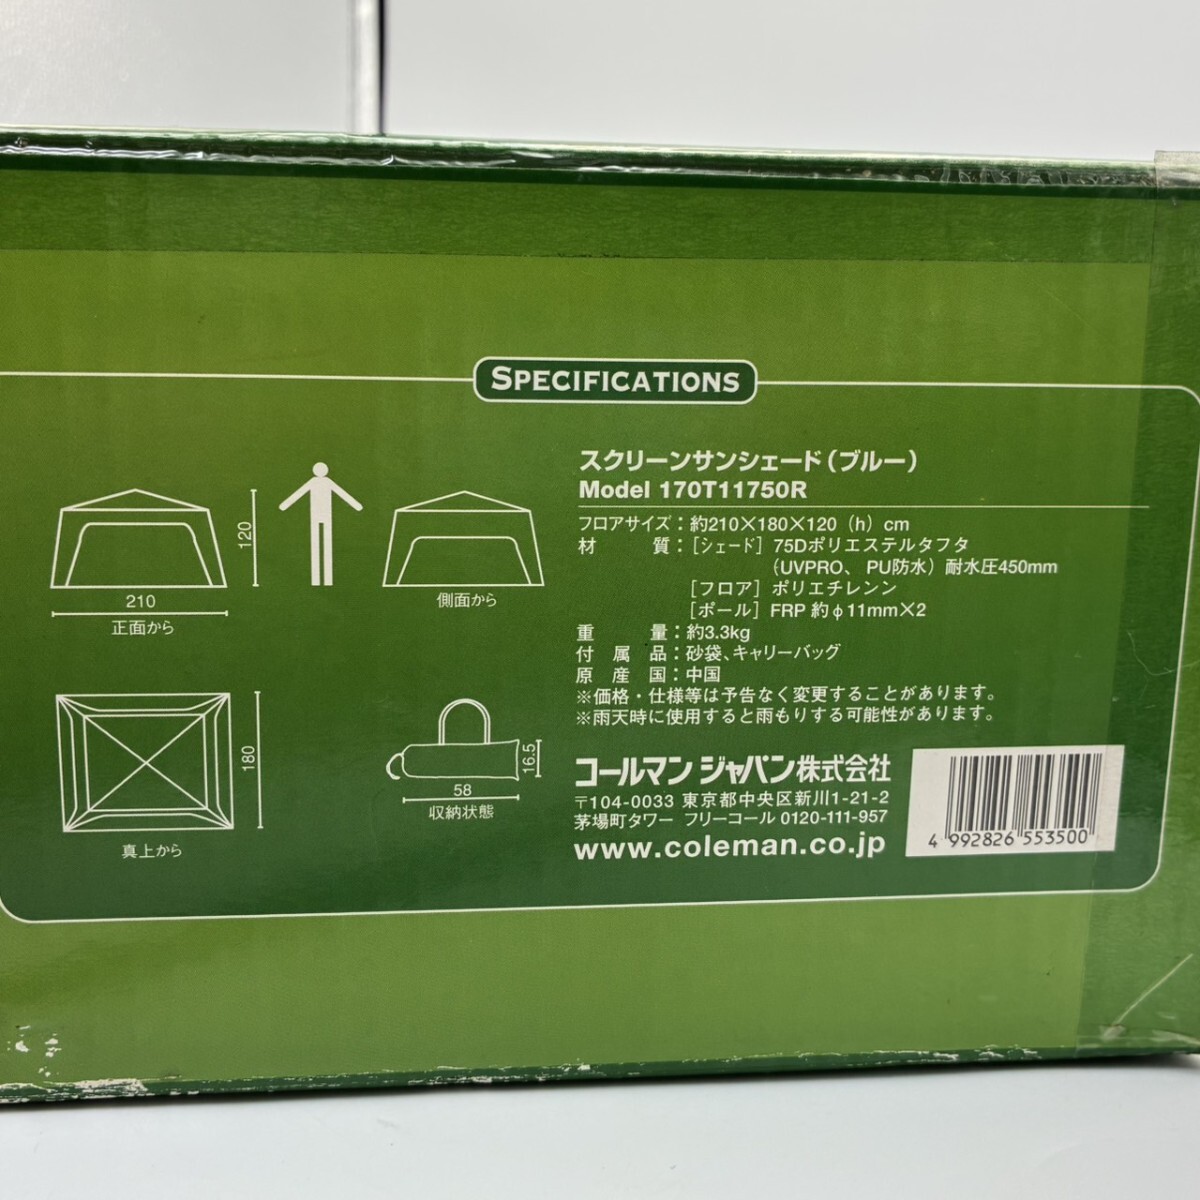 SPECIFICATIONS
スクリーンサンシェード（ブルー）
Model 170T11750R
フロアサイズ：約210×180×120（h）cm
材　質：［シェード］75Dポリエステルタフタ
（UVPRO、PU防水）耐水圧450mm
［フロア］ポリエチレンン
［ポール］FRP 約φ11mm×2
重　量：約3.3kg
付属品：砂袋、キャリーバッグ
原産国：中国
※価格・仕様等は予告なく変更することがあります。
※雨天時に使用すると雨もりする可能性があります。
コールマン ジャパン株式会社
〒104-0033 東京都中央区新川1-21-2
茅場町タワー フリーコール 0120-111-957
www.coleman.co.jp
4 992826 553500
120
210
正面から
側面から
180
真上から
16.5
58
収納状態